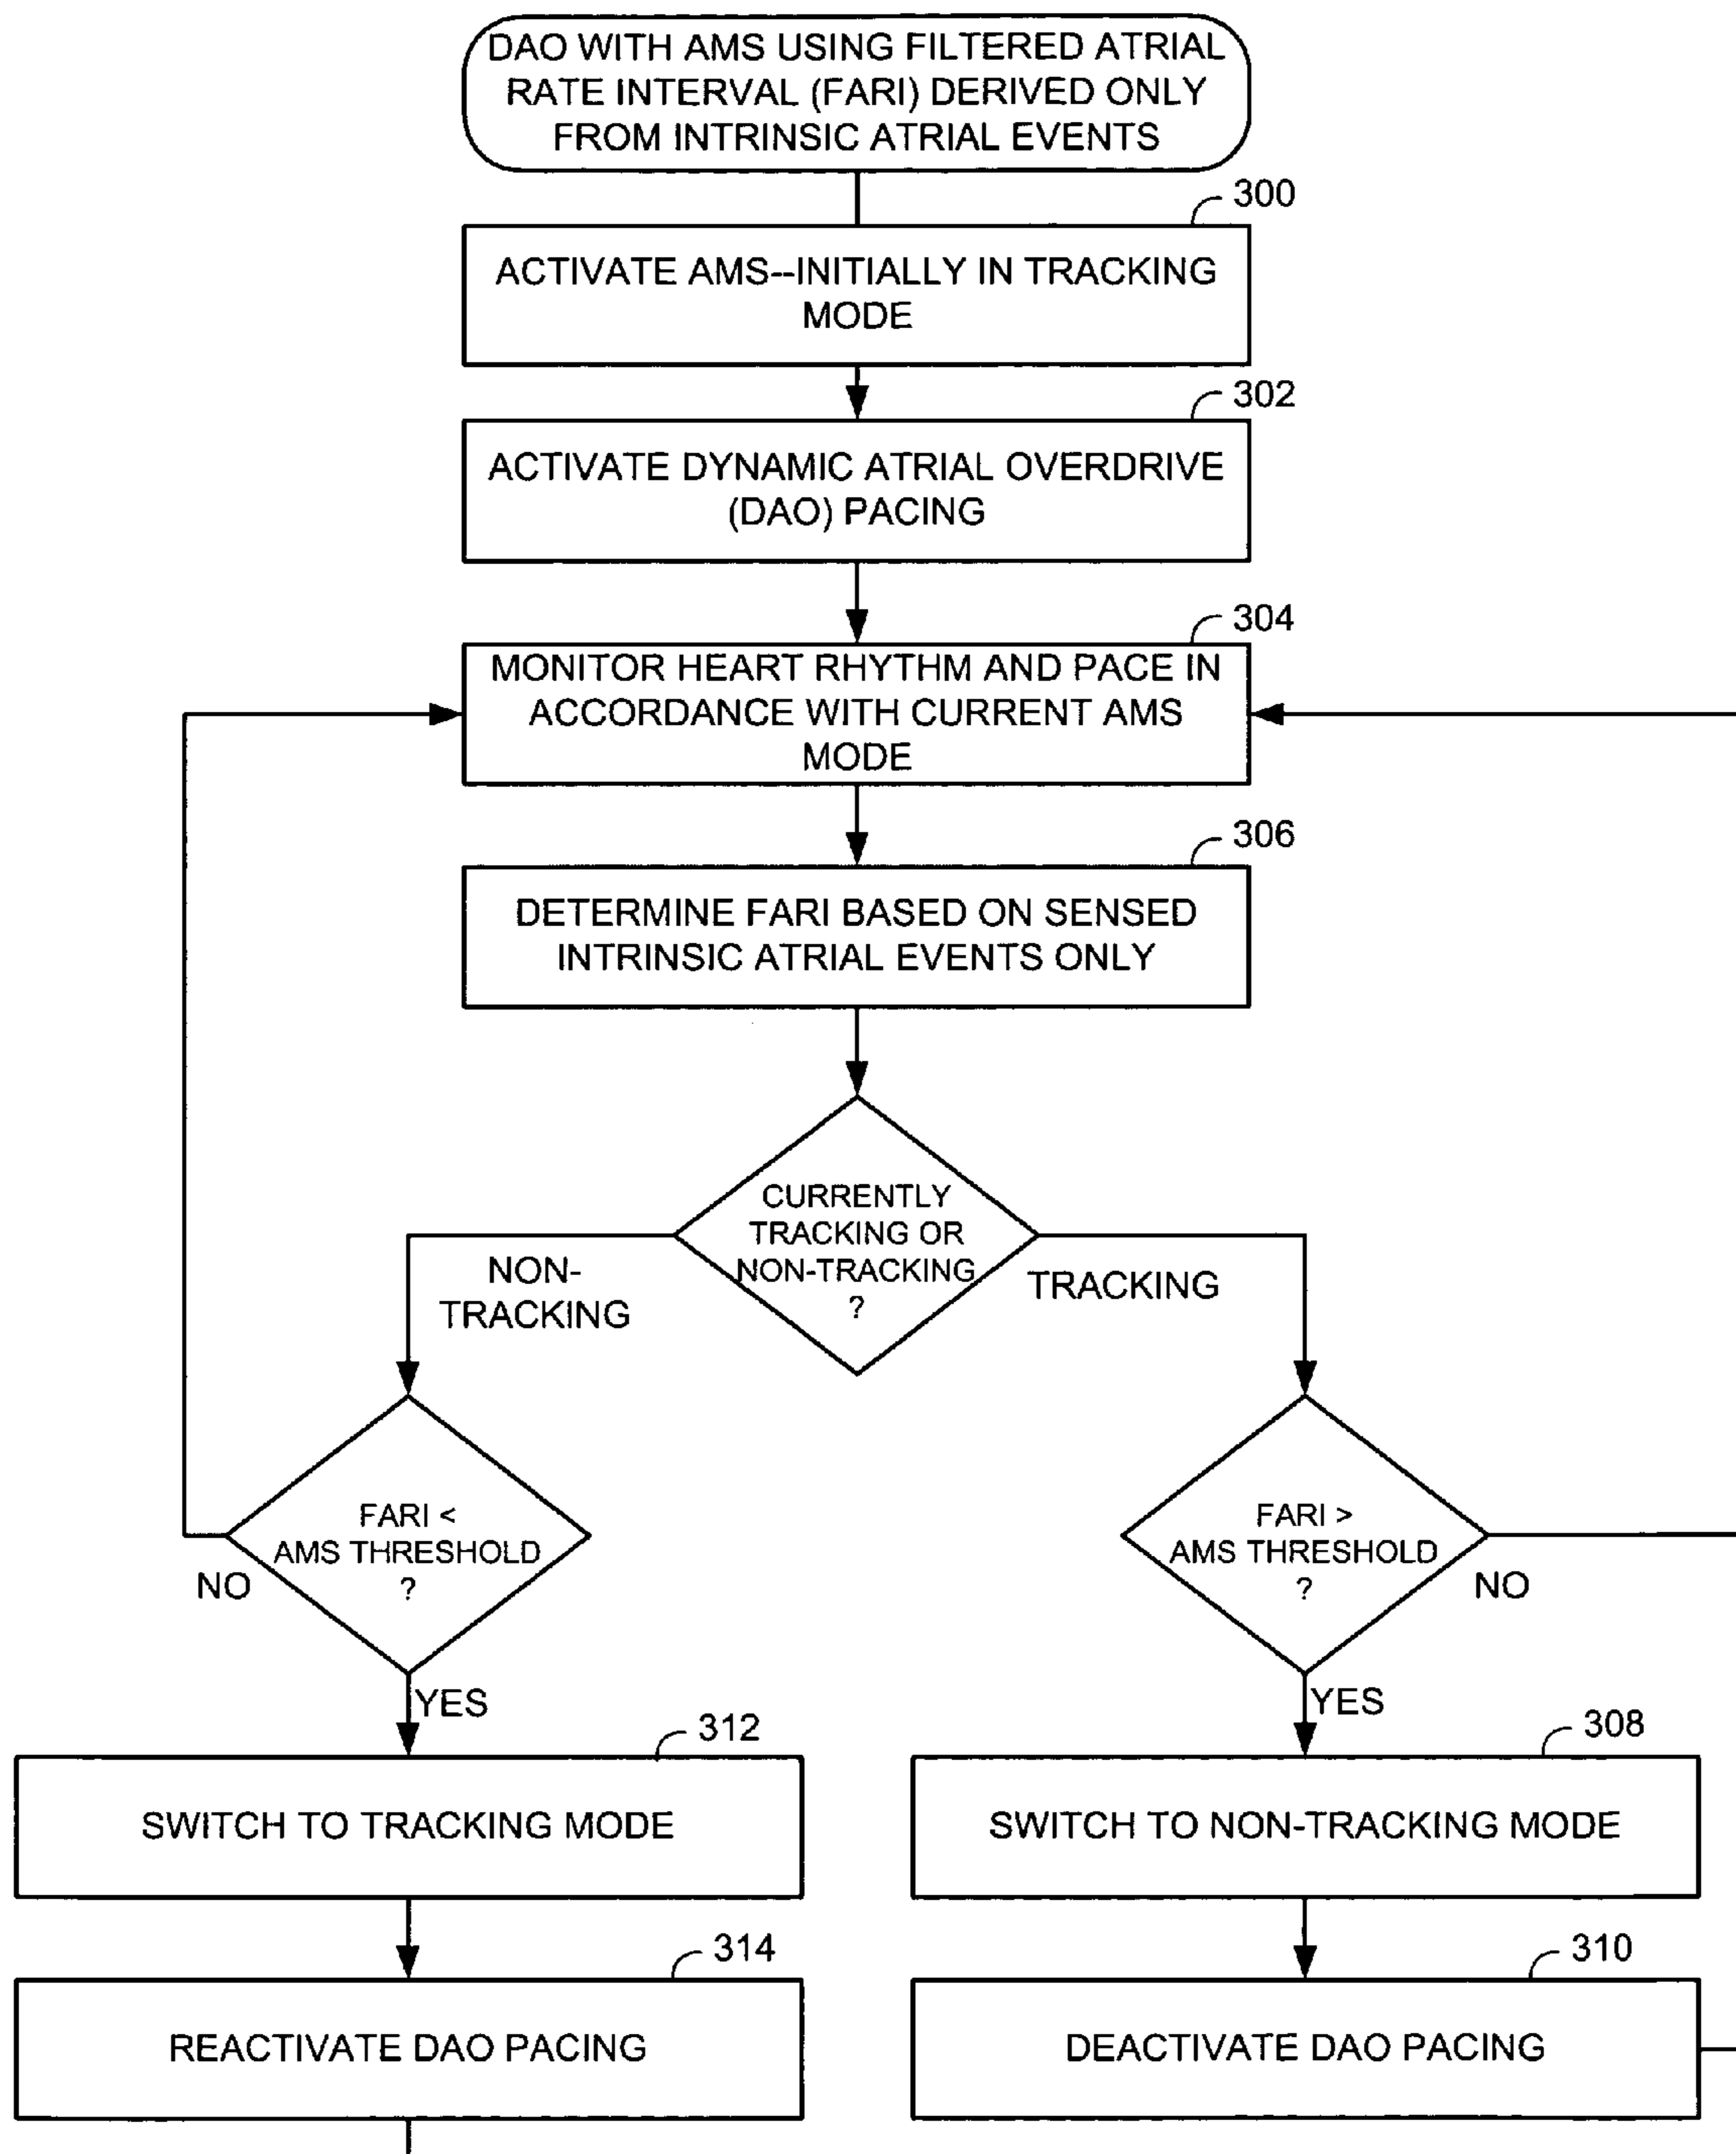 DAO WITH AMS USING FILTERED ATRIAL
RATE INTERVAL (FARI) DERIVED ONLY
FROM INTRINSIC ATRIAL EVENTS
300
ACTIVATE AMS--INITIALLY IN TRACKING
MODE
302
ACTIVATE DYNAMIC ATRIAL OVERDRIVE
(DAO) PACING
304
MONITOR HEART RHYTHM AND PACE IN
ACCORDANCE WITH CURRENT AMS
MODE
306
DETERMINE FARI BASED ON SENSED
INTRINSIC ATRIAL EVENTS ONLY
CURRENTLY
TRACKING OR
NON-TRACKING
?
NON-
TRACKING
TRACKING
FARI <
AMS THRESHOLD
?
NO
YES
FARI >
AMS THRESHOLD
?
NO
YES
312
SWITCH TO TRACKING MODE
308
SWITCH TO NON-TRACKING MODE
314
REACTIVATE DAO PACING
310
DEACTIVATE DAO PACING